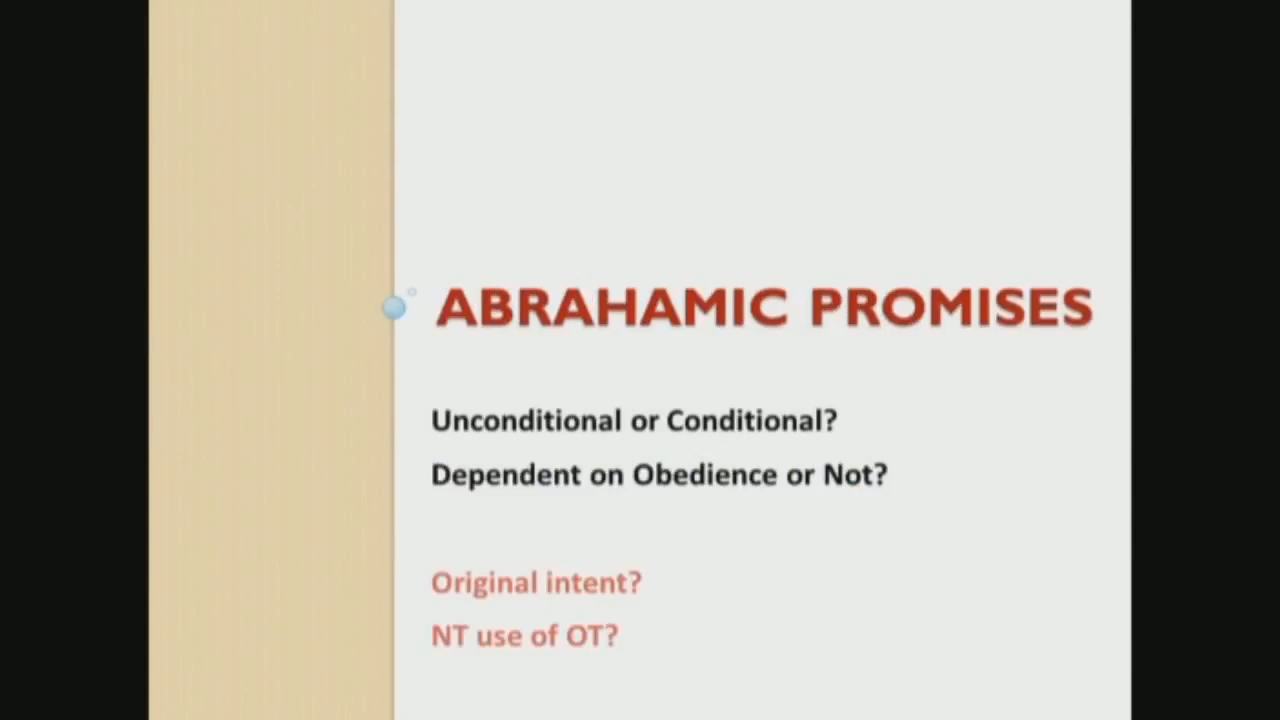 ABRAHAMIC PROMISES
Unconditional or Conditional?
Dependent on Obedience or Not?
Original intent?
NT use of OT?